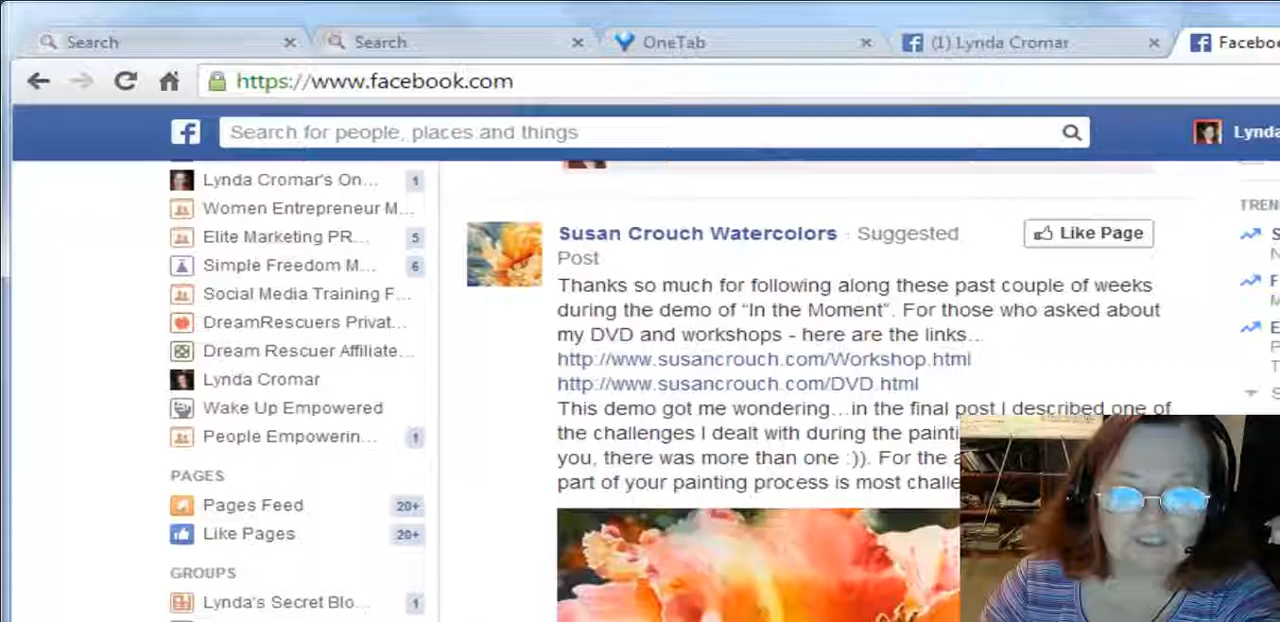 Search
Search
OneTab
(1) Lynda Cromar
https://www.facebook.com
Search for people, places and things
Lynda Cromar's On... 1
Women Entrepreneur M...
Elite Marketing PR... 5
Simple Freedom M... 6
Social Media Training F...
DreamRescuers Privat...
Dream Rescuer Affiliate...
Lynda Cromar
Wake Up Empowered
People Empowerin... 1
PAGES
Pages Feed 20+
Like Pages 20+
GROUPS
Lynda's Secret Blo... 1
Susan Crouch Watercolors · Suggested
Post
Like Page
Thanks so much for following along these past couple of weeks
during the demo of “In the Moment”. For those who asked about
my DVD and workshops - here are the links...
http://www.susancrouch.com/Workshop.html
http://www.susancrouch.com/DVD.html
This demo got me wondering...in the final post I described one of
the challenges I dealt with during the
you, there was more than one :)). For the
part of your painting process is most